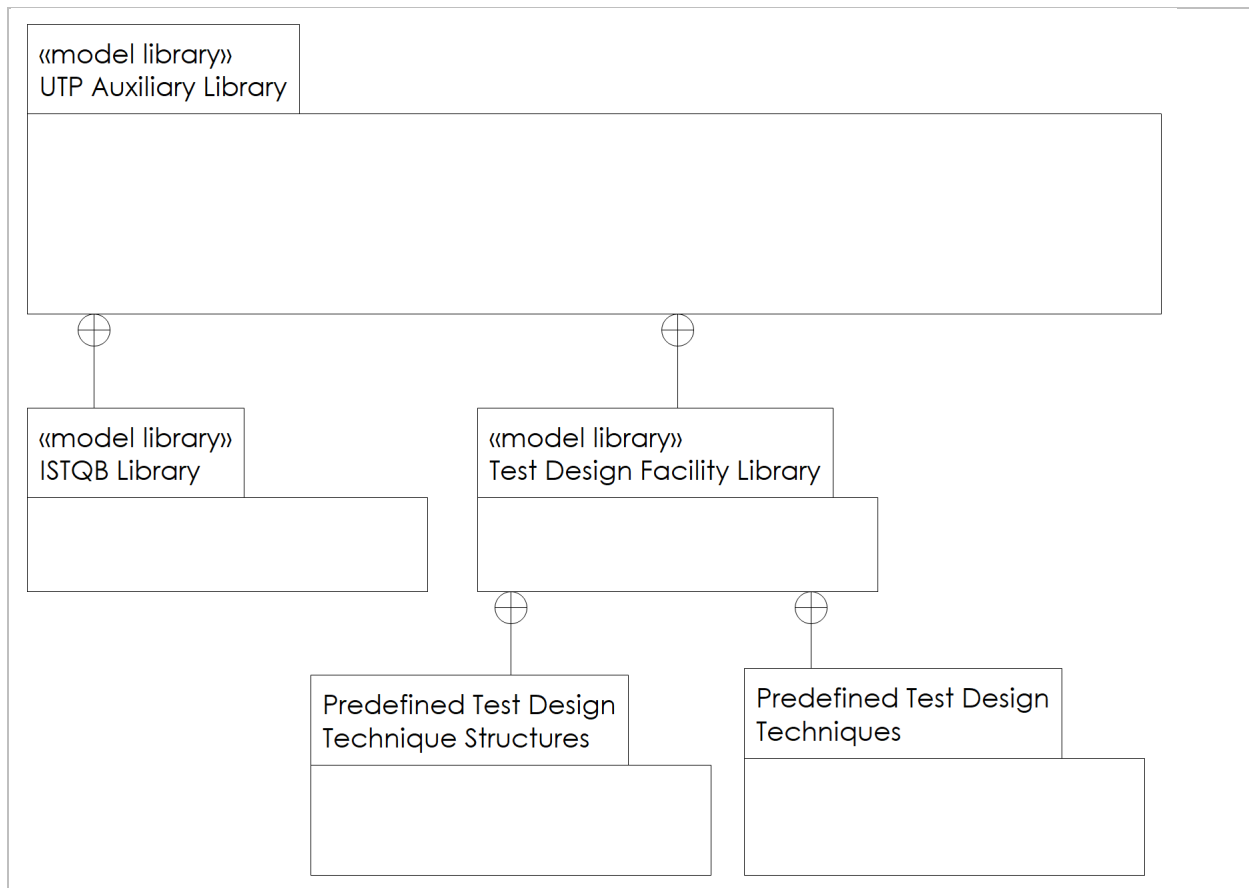 «model library»
UTP Auxiliary Library
«model library»
ISTQB Library
«model library»
Test Design Facility Library
Predefined Test Design
Technique Structures
Predefined Test Design
Techniques